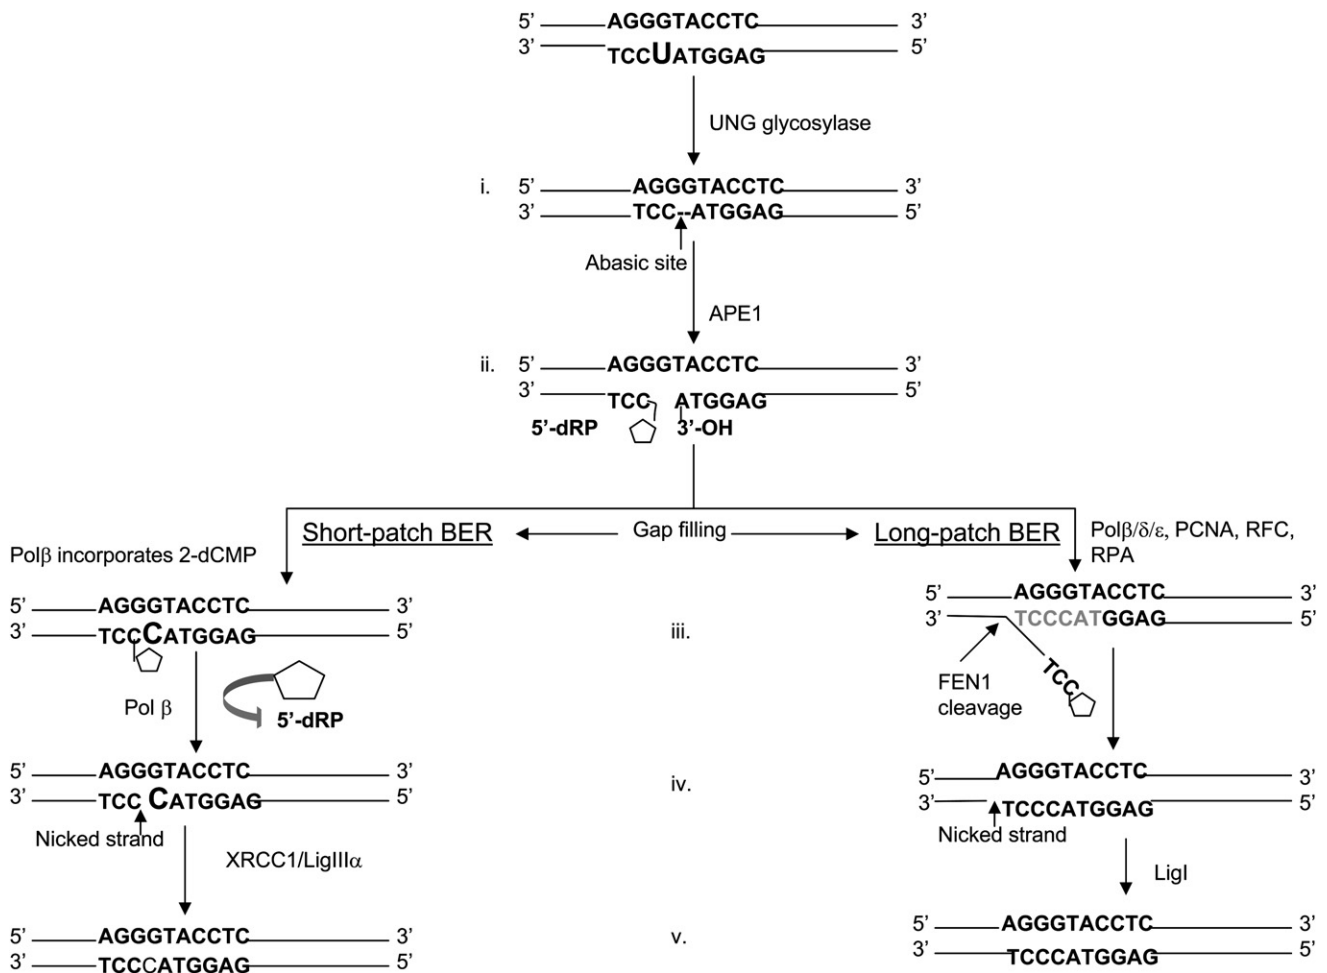 5’ AGGGTACCTC 3’
3’ TCCUATGGAG 5’
UNG glycosylase
i. 5’ AGGGTACCTC 3’
3’ TCC--ATGGAG 5’
Abasic site
APE1
ii. 5’ AGGGTACCTC 3’
3’ TCC ATGGAG 5’
5’-dRP 3’-OH
Short-patch BER
Gap filling
Long-patch BER
Polβ/δ/ε, PCNA, RFC,
RPA
Polβ incorporates 2-dCMP
5’ AGGGTACCTC 3’
3’ TCCCATGGAG 5’
Pol β
5’-dRP
iii.
5’ AGGGTACCTC 3’
3’ TCCCATGGAG 5’
TCC
FEN1
cleavage
5’ AGGGTACCTC 3’
3’ TCC CATGGAG 5’
Nicked strand
XRCC1/LigIIIα
iv.
5’ AGGGTACCTC 3’
3’ TCCCATGGAG 5’
Nicked strand
LigI
5’ AGGGTACCTC 3’
3’ TCCCATGGAG 5’
v.
5’ AGGGTACCTC 3’
3’ TCCCATGGAG 5’